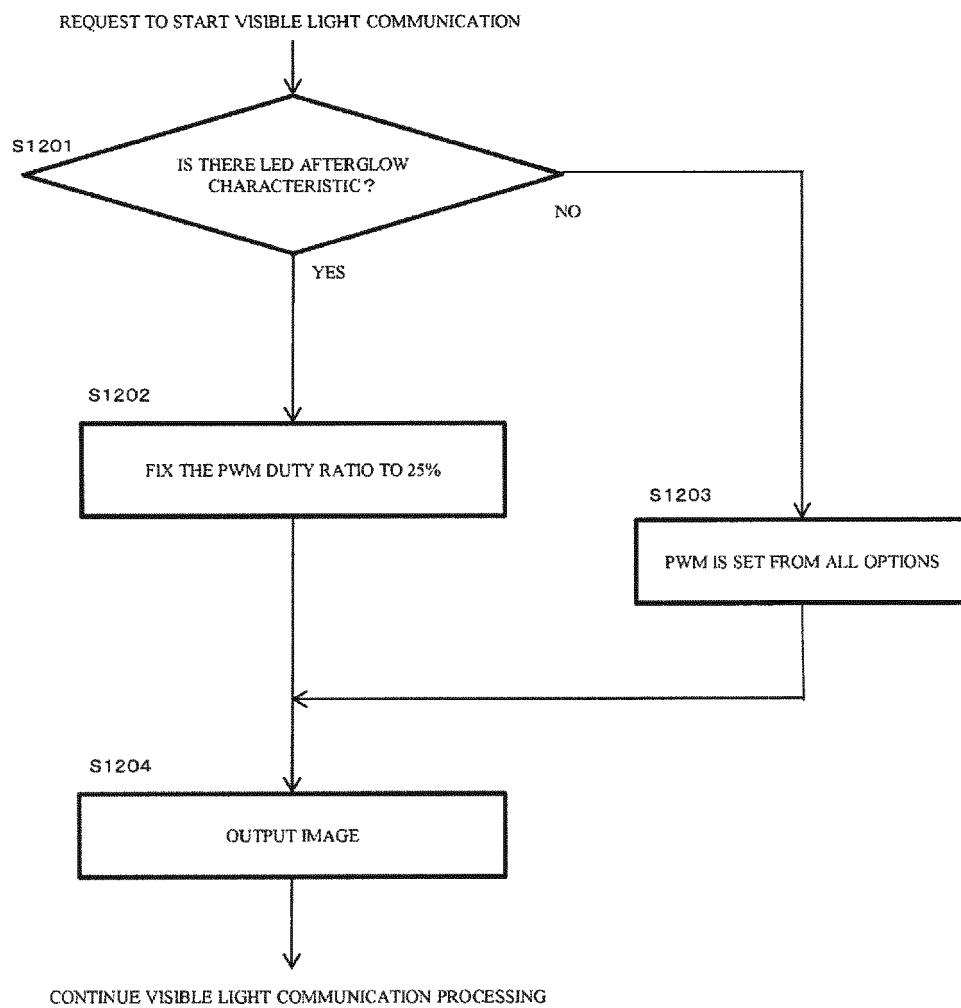 REQUEST TO START VISIBLE LIGHT COMMUNICATION
S1201
IS THERE LED AFTERGLOW
CHARACTERISTIC?
NO
YES
S1202
FIX THE PWM DUTY RATIO TO 25%
S1203
PWM IS SET FROM ALL OPTIONS
S1204
OUTPUT IMAGE
CONTINUE VISIBLE LIGHT COMMUNICATION PROCESSING